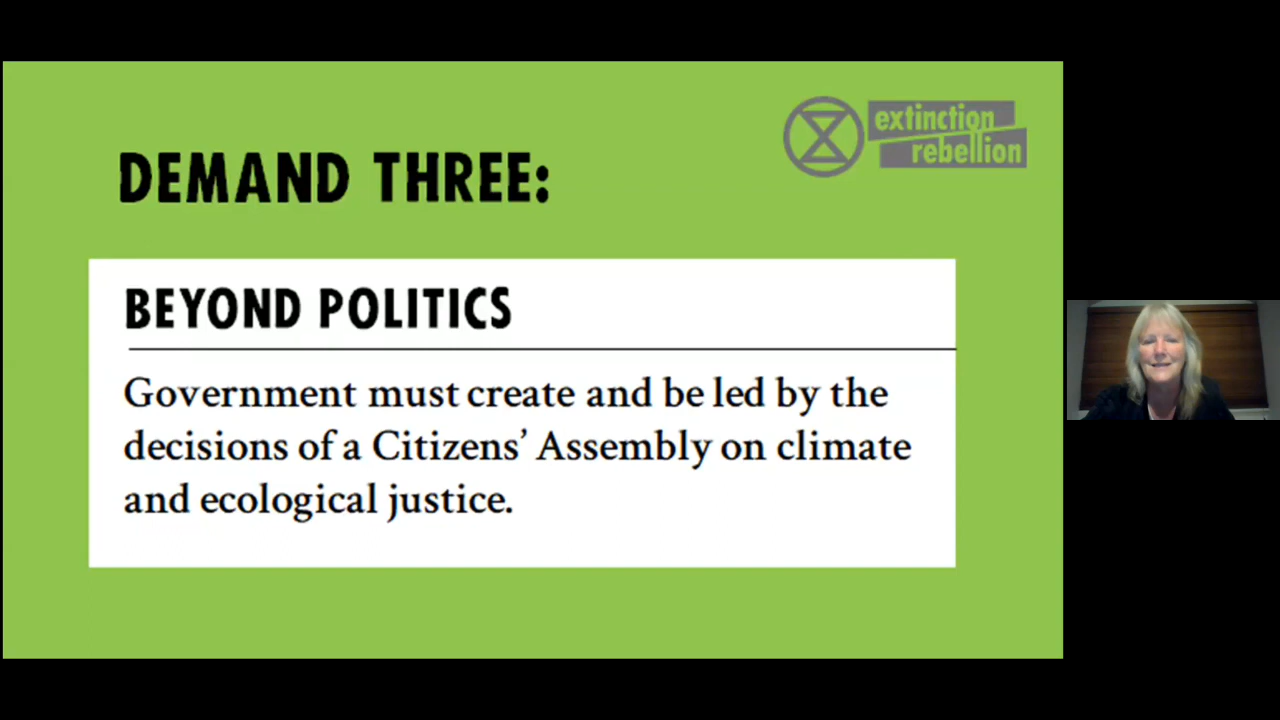 extinction
rebellion
DEMAND THREE:
BEYOND POLITICS
Government must create and be led by the
decisions of a Citizens’ Assembly on climate
and ecological justice.